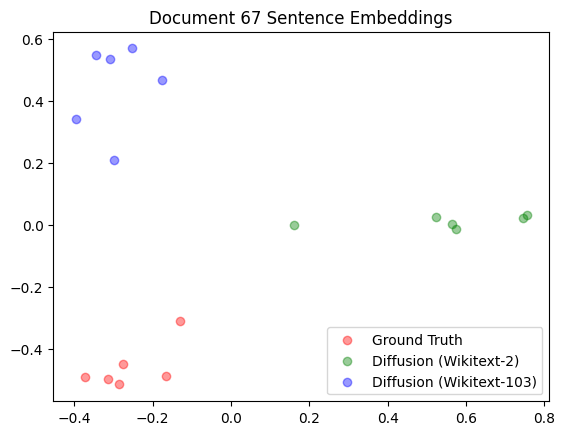 Document 67 Sentence Embeddings
0.6
0.4
0.2
0.0
−0.2
−0.4
−0.4 −0.2 0.0 0.2 0.4 0.6 0.8
Ground Truth
Diffusion (Wikitext-2)
Diffusion (Wikitext-103)